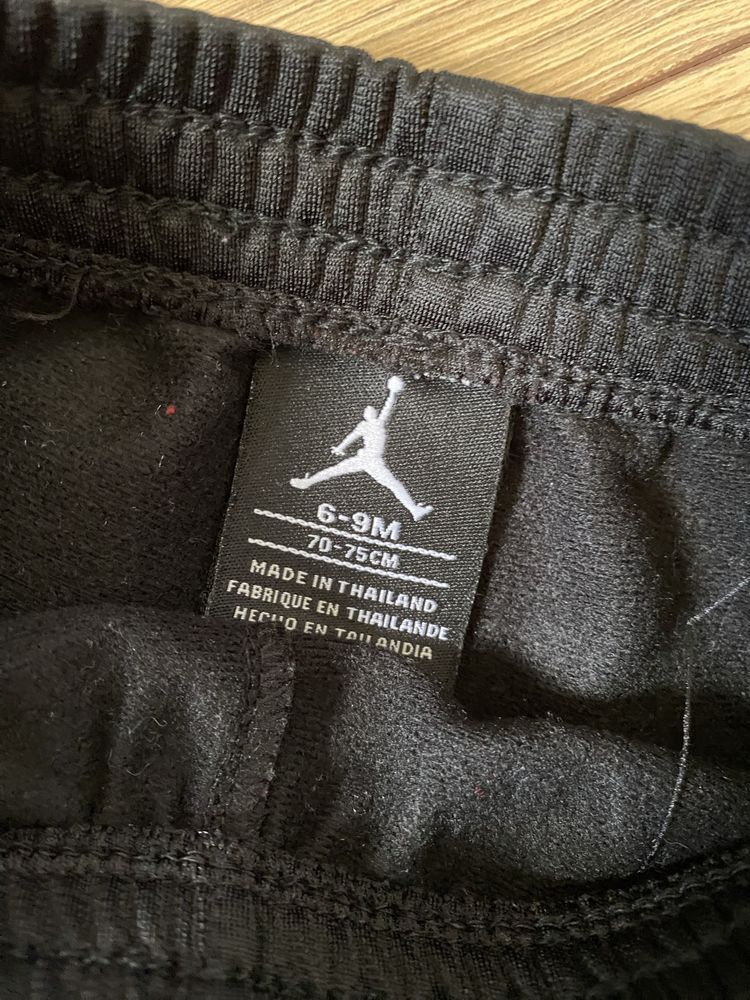 6-9M
70-75CM
MADE IN THAILAND
FABRIQUE EN THAILANDE
HECHO EN TAILANDIA